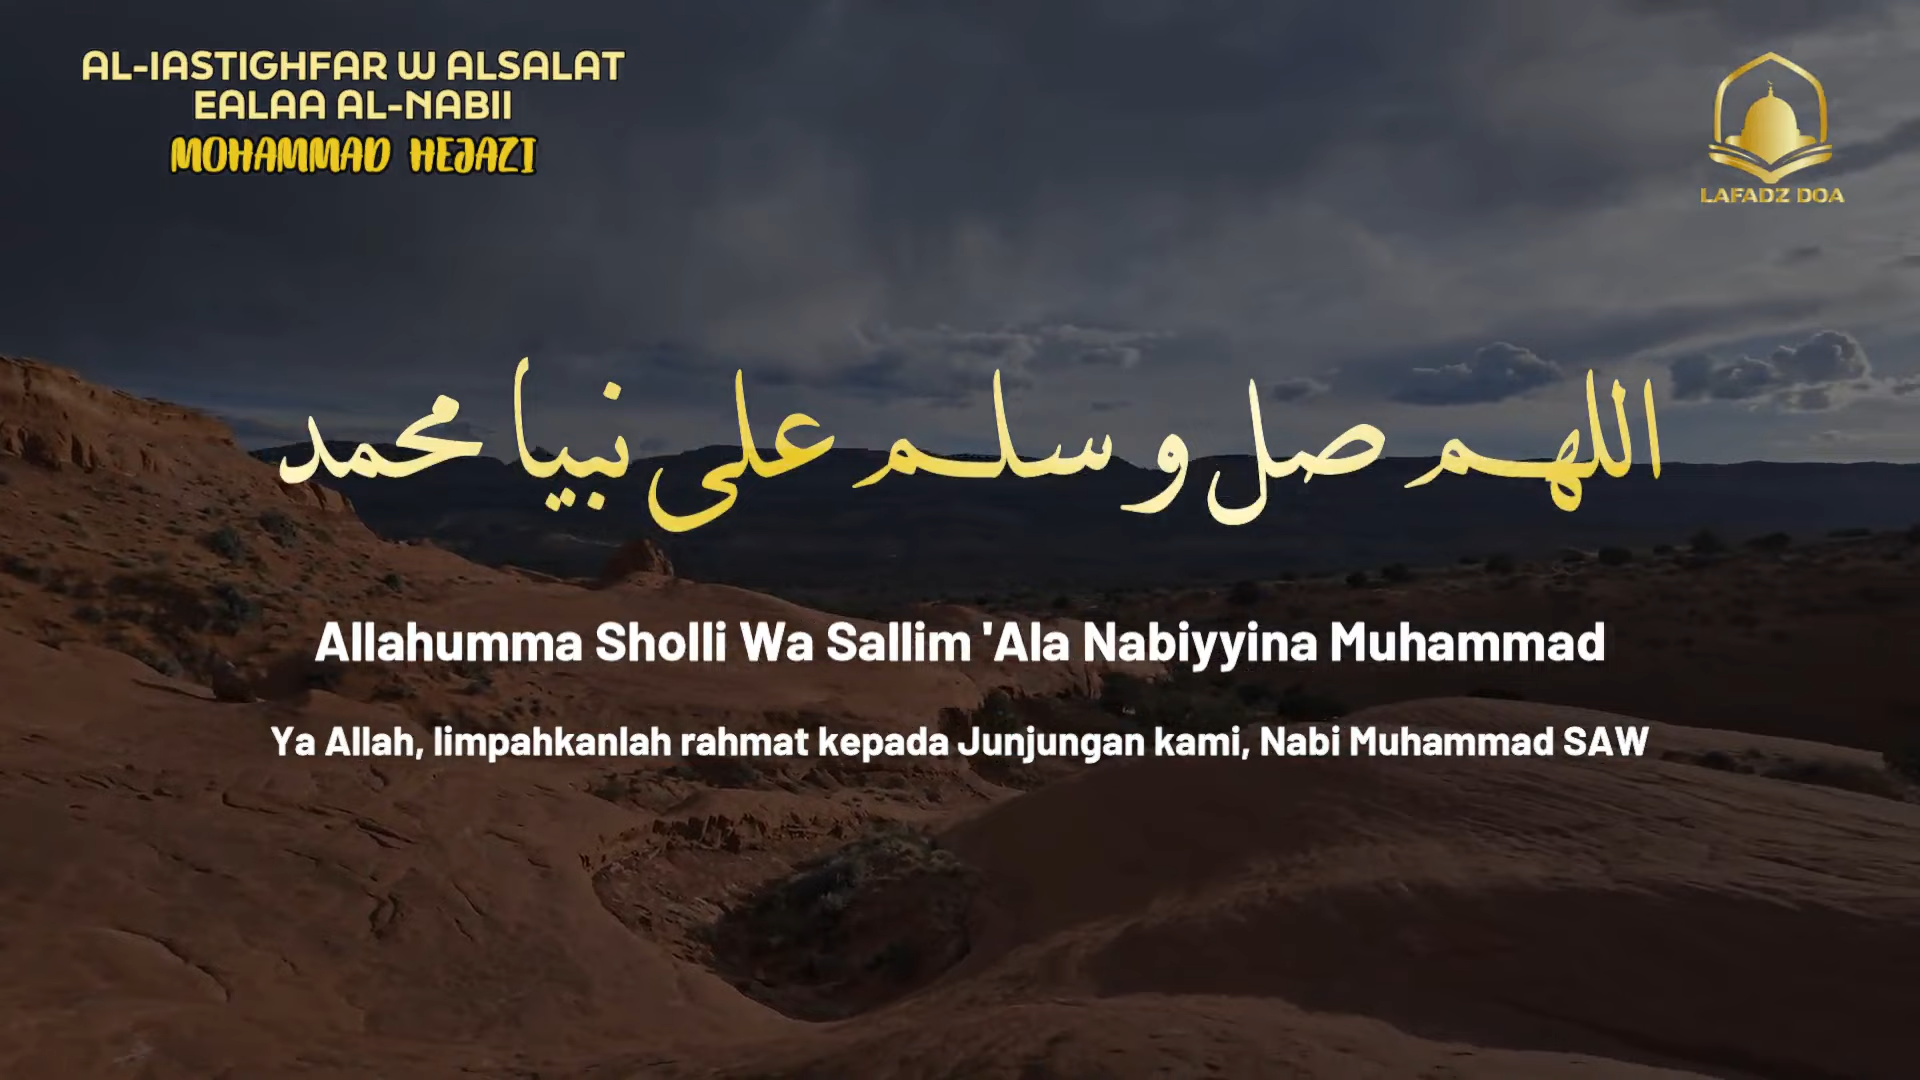 AL-IASTIGHFAR W ALSALAT
EALAA AL-NABII
MOHAMMAD HEJAZI
LAFADZ DOA
اللهم صل وسلم على نبيا محمد
Allahumma Sholli Wa Sallim 'Ala Nabiyyina Muhammad
Ya Allah, limpahkanlah rahmat kepada Junjungan kami, Nabi Muhammad SAW